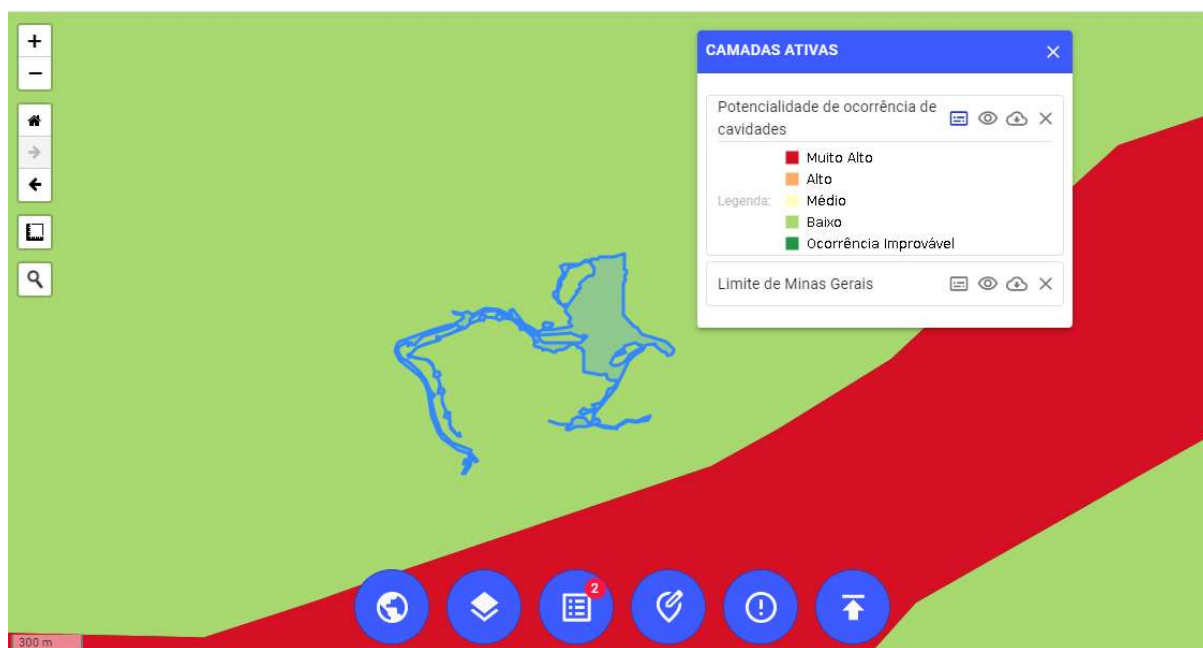 +
−
CAMADAS ATIVAS
Potencialidade de ocorrência de
cavidades
Muito Alto
Alto
Legenda: Médio
Baixo
Ocorrência Improvável
Limite de Minas Gerais
2
300 m